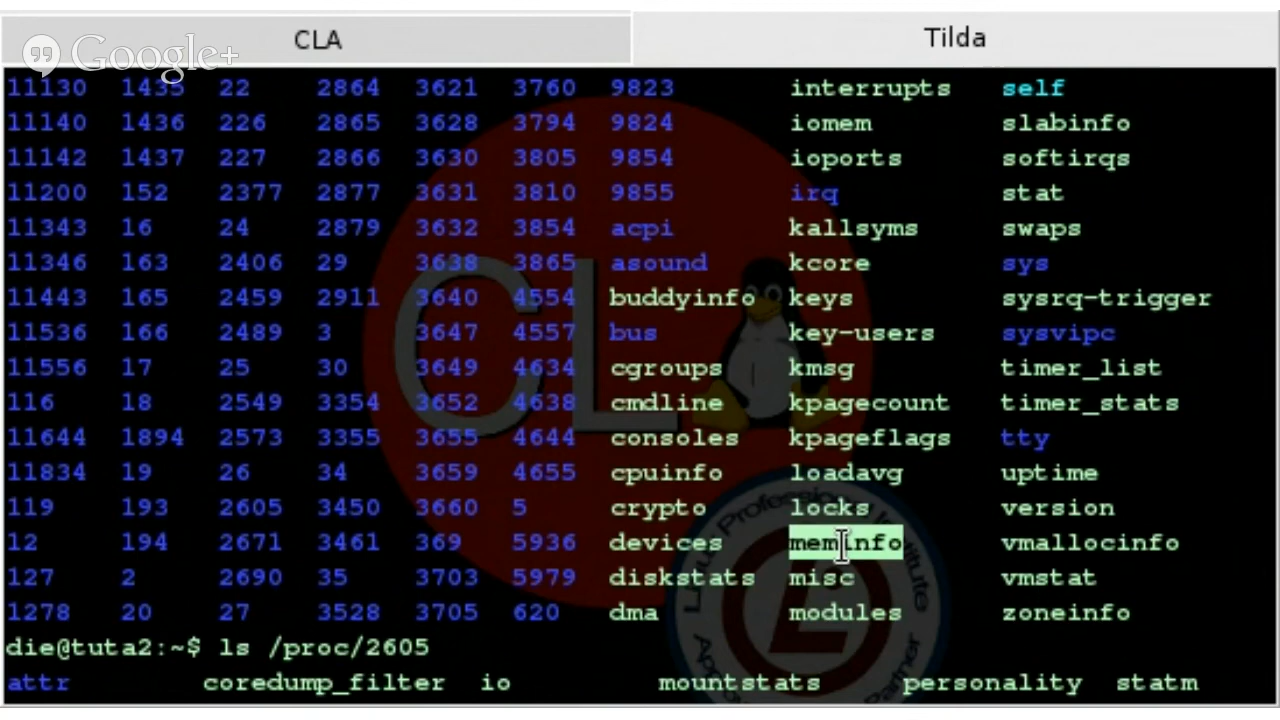 CLA Tilda
Google+
11130 1435 22 2864 3621 3760 9823 interrupts self
11140 1436 226 2865 3628 3794 9824 iomem slabinfo
11142 1437 227 2866 3630 3805 9854 ioports softirqs
11200 152 2377 2877 3631 3810 9855 irq stat
11343 16 24 2879 3632 3854 acpi kallsyms swaps
11346 163 2406 29 3638 3865 asound kcore sys
11443 165 2459 2911 3640 4554 buddyinfo keys sysrq-trigger
11536 166 2489 3 3647 4557 bus key-users sysvipc
11556 17 25 30 3649 4634 cgroups kmsg timer_list
116 18 2549 3354 3652 4638 cmdline kpagecount timer_stats
11644 1894 2573 3355 3655 4644 consoles kpageflags tty
11834 19 26 34 3659 4655 cpuinfo loadavg uptime
119 193 2605 3450 3660 5 crypto locks version
12 194 2671 3461 369 5936 devices meminfo vmallocinfo
127 2 2690 35 3703 5979 diskstats misc vmstat
1278 20 27 3528 3705 620 dma modules zoneinfo
die@tuta2:~$ ls /proc/2605
attr coredump_filter io mountstats personality statm
CL